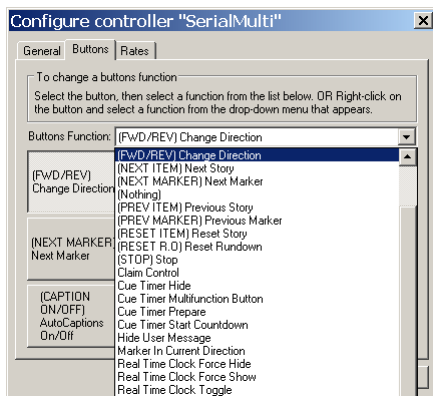 Configure controller "SerialMulti"
General
Buttons
Rates
To change a buttons function
Select the button, then select a function from the list below. OR Right-click on
the button and select a function from the drop-down menu that appears.
Buttons Function:
(FWD/REV) Change Direction
(FWD/REV)
Change Direction
(NEXT MARKER)
Next Marker
(CAPTION
ON/OFF)
AutoCaptions
On/Off
(FWD/REV) Change Direction
(NEXT ITEM) Next Story
(NEXT MARKER) Next Marker
(Nothing)
(PREV ITEM) Previous Story
(PREV MARKER) Previous Marker
(RESET ITEM) Reset Story
(RESET R.O) Reset Rundown
(STOP) Stop
Claim Control
Cue Timer Hide
Cue Timer Multifunction Button
Cue Timer Prepare
Cue Timer Start Countdown
Hide User Message
Marker In Current Direction
Real Time Clock Force Hide
Real Time Clock Force Show
Real Time Clock Toggle